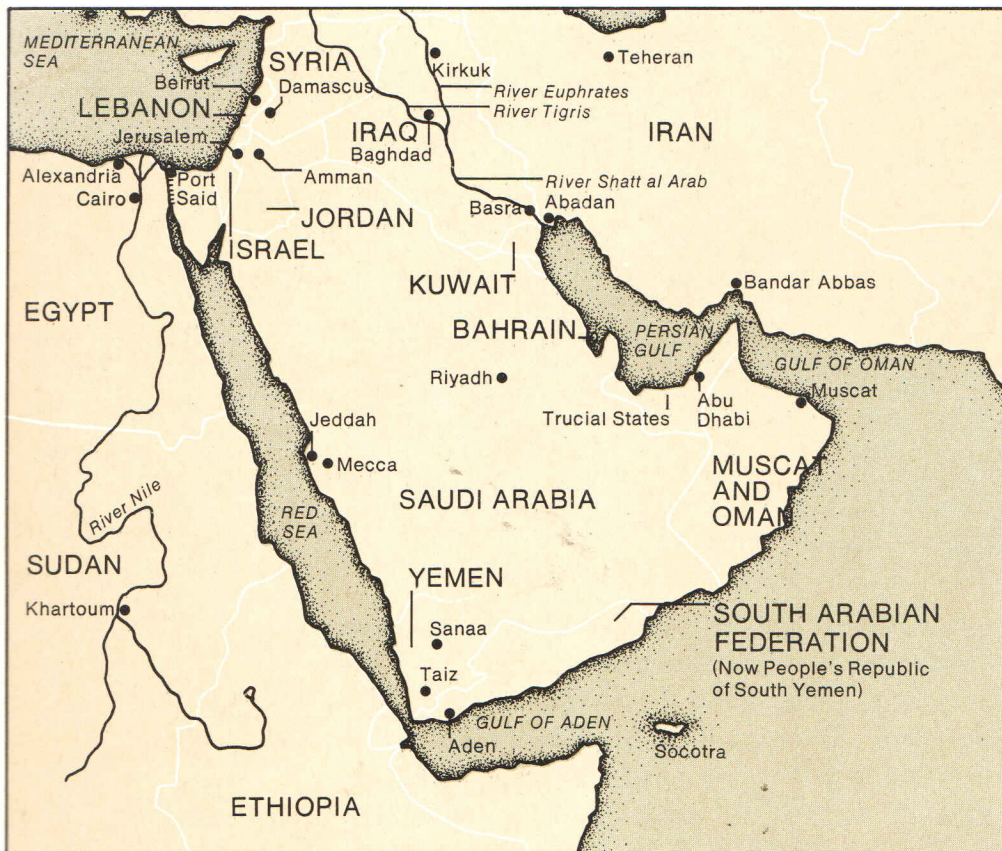 MEDITERRANEAN
SEA
SYRIA
Kirkuk
Teheran
Beirut
Damascus
River Euphrates
LEBANON
River Tigris
Jerusalem
IRAQ
IRAN
Baghdad
Alexandria
Port
Said
Amman
River Shatt al Arab
Cairo
Basra
Abadan
JORDAN
ISRAEL
KUWAIT
Bandar Abbas
EGYPT
BAHRAIN
PERSIAN
GULF
GULF OF OMAN
Riyadh
Muscat
Trucial States
Abu
Dhabi
Jeddah
Mecca
MUSCAT
AND
OMAN
SAUDI ARABIA
River Nile
RED
SEA
SUDAN
YEMEN
Khartoum
SOUTH ARABIAN
FEDERATION
(Now People's Republic
of South Yemen)
Sanaa
Taiz
GULF OF ADEN
Aden
Socotra
ETHIOPIA